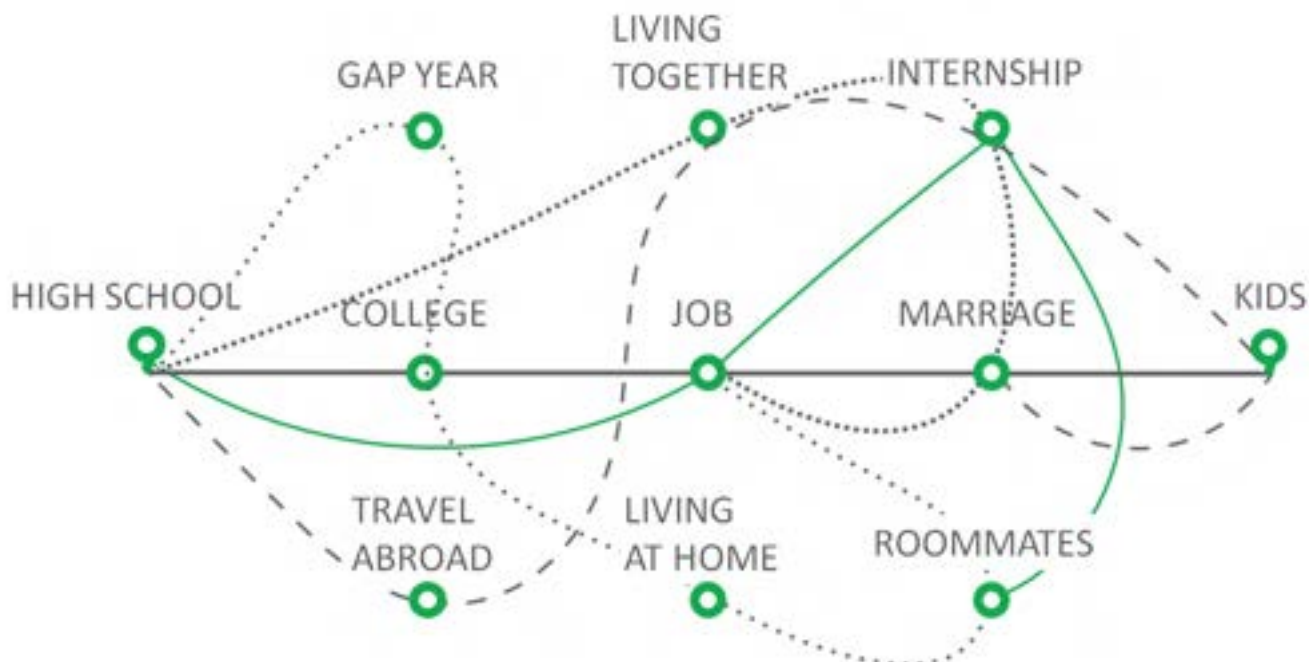 LIVING
TOGETHER
GAP YEAR
INTERNSHIP
HIGH SCHOOL
COLLEGE
JOB
MARRIAGE
KIDS
TRAVEL
ABROAD
LIVING
AT HOME
ROOMMATES